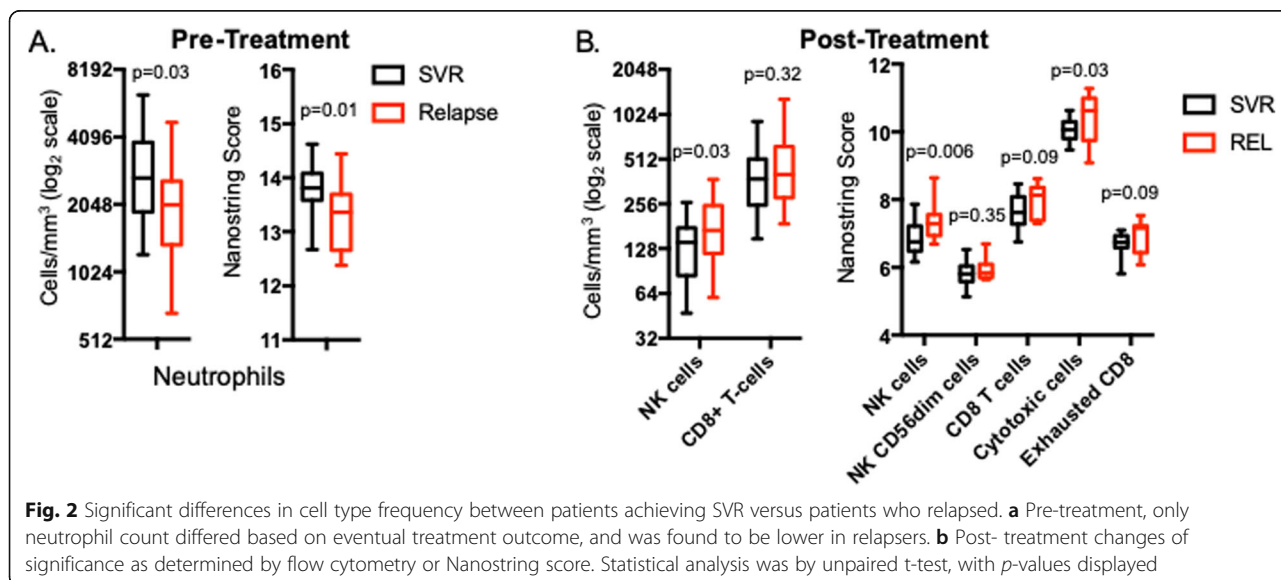 A.
Pre-Treatment
8192
4096
2048
1024
512
Cells/mm³ (log₂ scale)
p=0.03
16
15
14
13
12
11
Nanostring Score
p=0.01
SVR
Relapse
Neutrophils
B.
Post-Treatment
2048
1024
512
256
128
64
32
Cells/mm³ (log₂ scale)
p=0.03
p=0.32
NK cells
CD8+ T-cells
12
10
8
6
4
Nanostring Score
p=0.006
p=0.35
p=0.09
p=0.03
p=0.09
NK cells
NK CD56dim cells
CD8 T cells
Cytotoxic cells
Exhausted CD8
SVR
REL
Fig. 2 Significant differences in cell type frequency between patients achieving SVR versus patients who relapsed. a Pre-treatment, only
neutrophil count differed based on eventual treatment outcome, and was found to be lower in relapsers. b Post- treatment changes of
significance as determined by flow cytometry or Nanostring score. Statistical analysis was by unpaired t-test, with p-values displayed